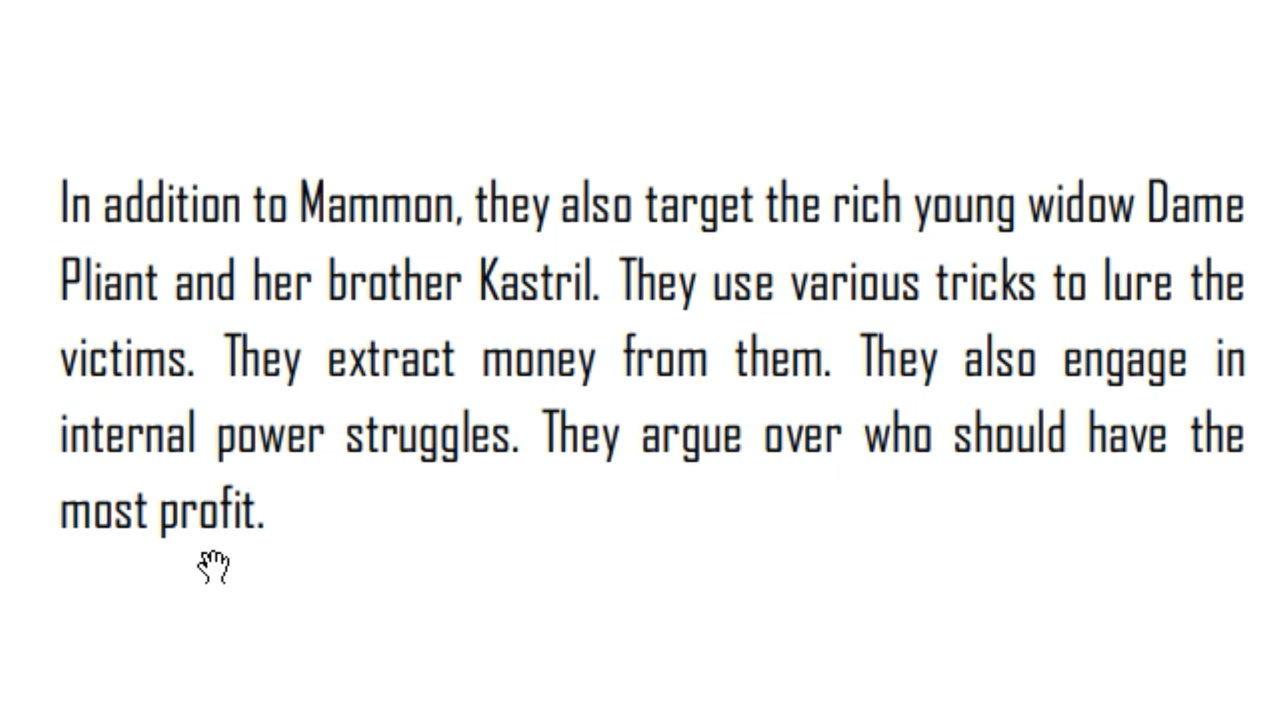 In addition to Mammon, they also target the rich young widow Dame
Pliant and her brother Kastril. They use various tricks to lure the
victims. They extract money from them. They also engage in
internal power struggles. They argue over who should have the
most profit.